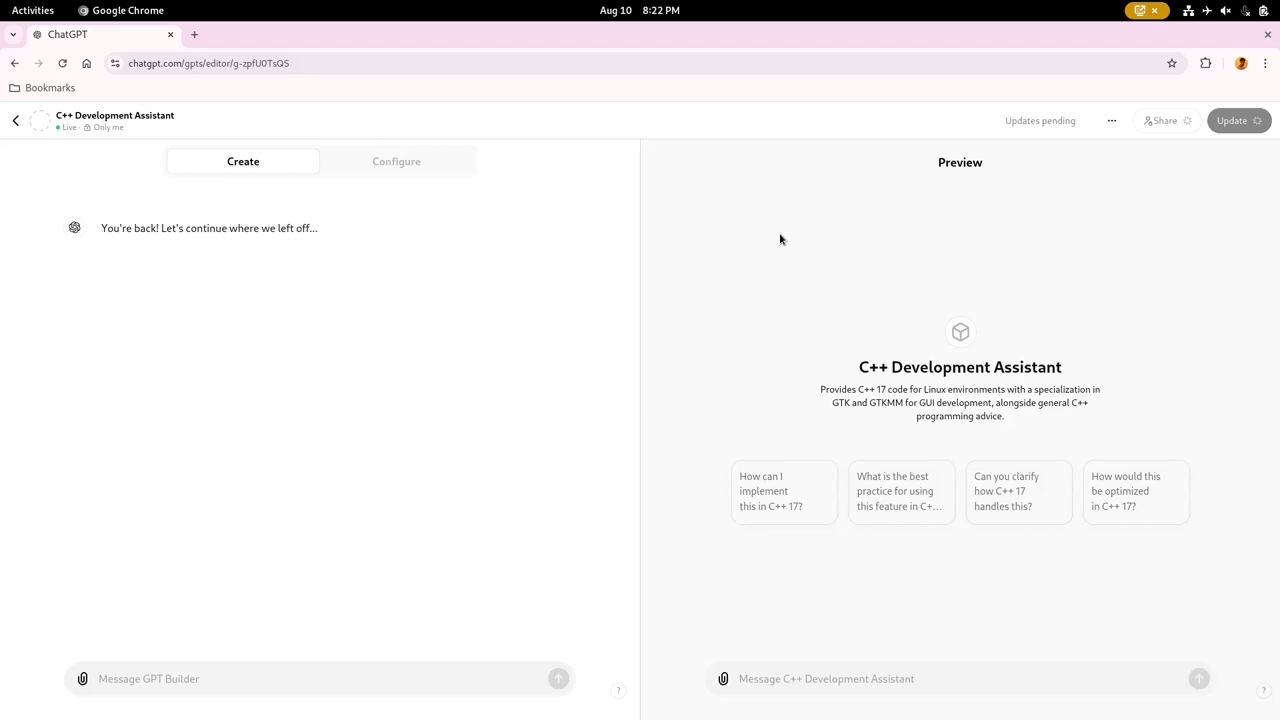 Activities
Google Chrome
Aug 10 8:22 PM
ChatGPT
chatgpt.com/gpts/editor/g-zpfU0TsQS
Bookmarks
C++ Development Assistant
Live · Only me
Updates pending
Share
Update
Create
Configure
Preview
You're back! Let's continue where we left off...
C++ Development Assistant
Provides C++ 17 code for Linux environments with a specialization in
GTK and GTKMM for GUI development, alongside general C++
programming advice.
How can I
implement
this in C++ 17?
What is the best
practice for using
this feature in C+...
Can you clarify
how C++ 17
handles this?
How would this
be optimized
in C++ 17?
Message GPT Builder
?
Message C++ Development Assistant
?